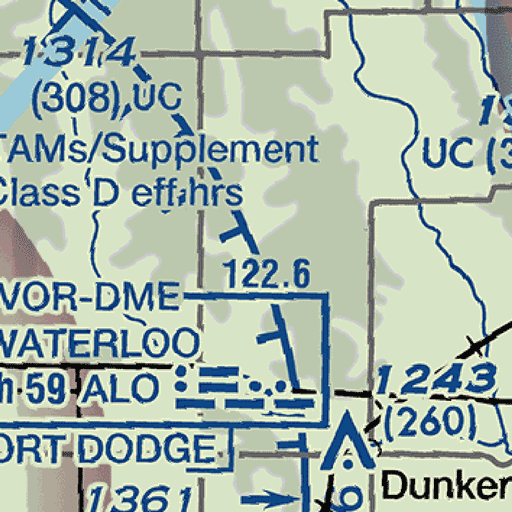 1314
(308) UC
TAMs/Supplement
UC
Class D eff hrs
122.6
VOR-DME
WATERLOO
h 59 ALO
1243
(260)
ORT DODGE
Dunker
1361